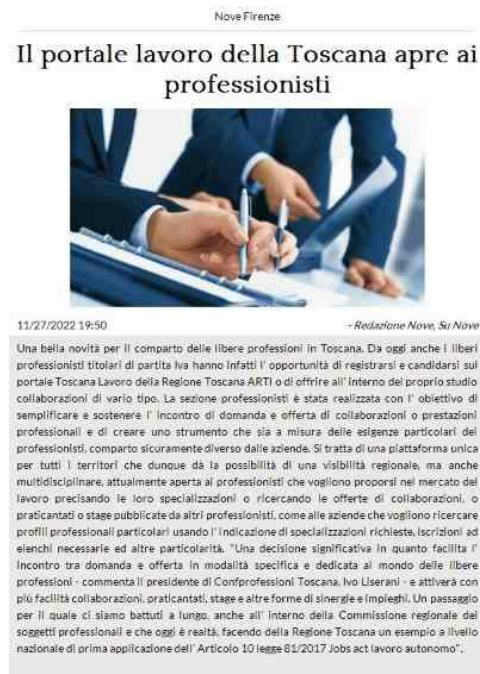 Nove Firenze
Il portale lavoro della Toscana apre ai
professionisti
11/27/2022 19:50
- Redazione Nove, Su Nove
Una bella novità per il comparto delle libere professioni in Toscana. Da oggi anche i liberi
professionisti titolari di partita Iva hanno infatti l' opportunità di registrarsi e candidarsi sul
portale Toscana Lavoro della Regione Toscana ARTI o di offrire all' interno del proprio studio
collaborazioni di vario tipo. La sezione professionisti è stata realizzata con l' obiettivo di
semplificare e sostenere l' incontro di domanda e offerta di collaborazioni o prestazioni
professionali e di creare uno strumento che sia a misura delle esigenze particolari dei
professionisti, comparto sicuramente diverso dalle aziende. Si tratta di una piattaforma unica
per tutti i territori che dunque dà la possibilità di una visibilità regionale, ma anche
multidisciplinare, attualmente aperta ai professionisti che vogliono proporsi nel mercato del
lavoro precisando le loro specializzazioni o ricercando le offerte di collaborazioni, o
praticantati o stage pubblicate da altri professionisti, come alle aziende che vogliono ricercare
profili professionali particolari usando l' indicazione di specializzazioni richieste, iscrizioni ad
elenchi necessarie ed altre particolarità. "Una decisione significativa in quanto facilita l'
incontro tra domanda e offerta in modalità specifica e dedicata al mondo delle libere
professioni - commenta il presidente di Confprofessioni Toscana, Ivo Liserani - e attiverà con
più facilità collaborazioni, praticantati, stage e altre forme di sinergie e impieghi. Un passaggio
per il quale ci siamo battuti a lungo, anche all' interno della Commissione regionale dei
soggetti professionali e che oggi è realtà, facendo della Regione Toscana un esempio a livello
nazionale di prima applicazione dell' Articolo 10 legge 81/2017 Jobs act lavoro autonomo".